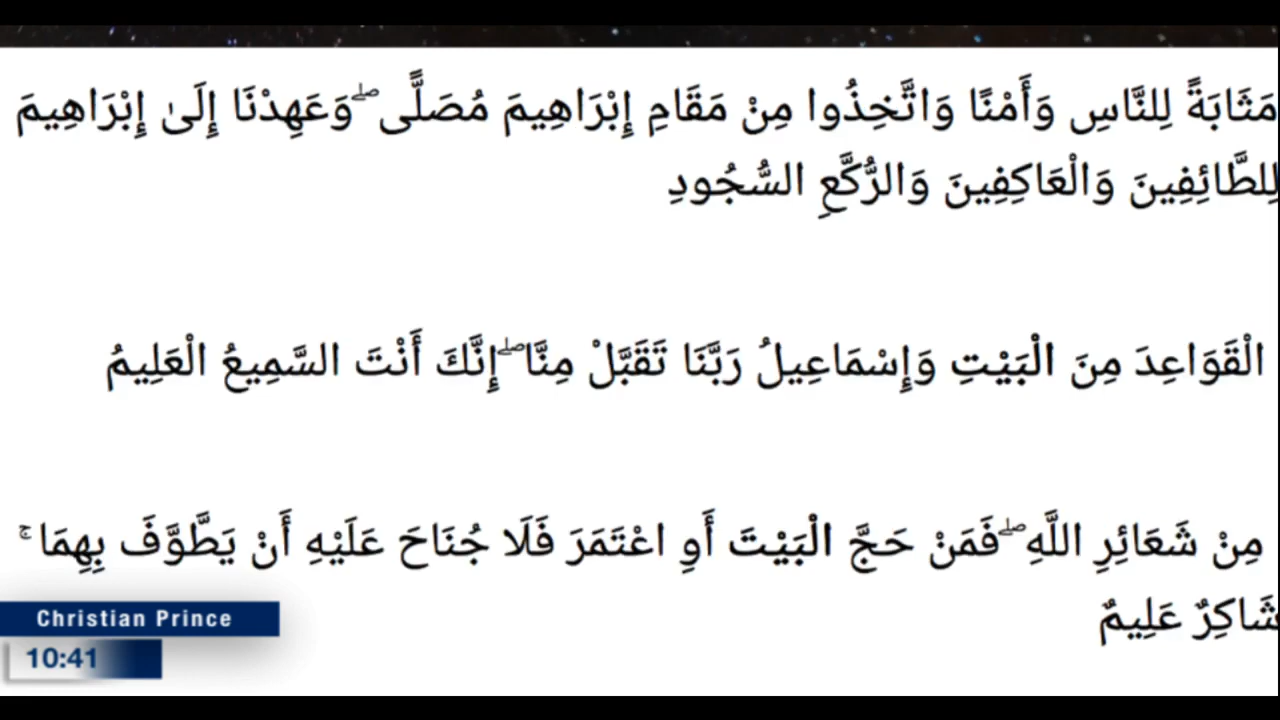 مَثَابَةً لِلنَّاسِ وَأَمْنًا وَاتَّخِذُوا مِنْ مَقَامِ إِبْرَاهِيمَ مُصَلًّى ۖ وَعَهِدْنَا إِلَىٰ إِبْرَاهِيمَ
لِلطَّائِفِينَ وَالْعَاكِفِينَ وَالرُّكَّعِ السُّجُودِ
الْقَوَاعِدَ مِنَ الْبَيْتِ وَإِسْمَاعِيلُ رَبَّنَا تَقَبَّلْ مِنَّا ۖ إِنَّكَ أَنْتَ السَّمِيعُ الْعَلِيمُ
مِنْ شَعَائِرِ اللَّهِ ۖ فَمَنْ حَجَّ الْبَيْتَ أَوِ اعْتَمَرَ فَلَا جُنَاحَ عَلَيْهِ أَنْ يَطَّوَّفَ بِهِمَا ۚ
شَاكِرٌ عَلِيمٌ
Christian Prince
10:41